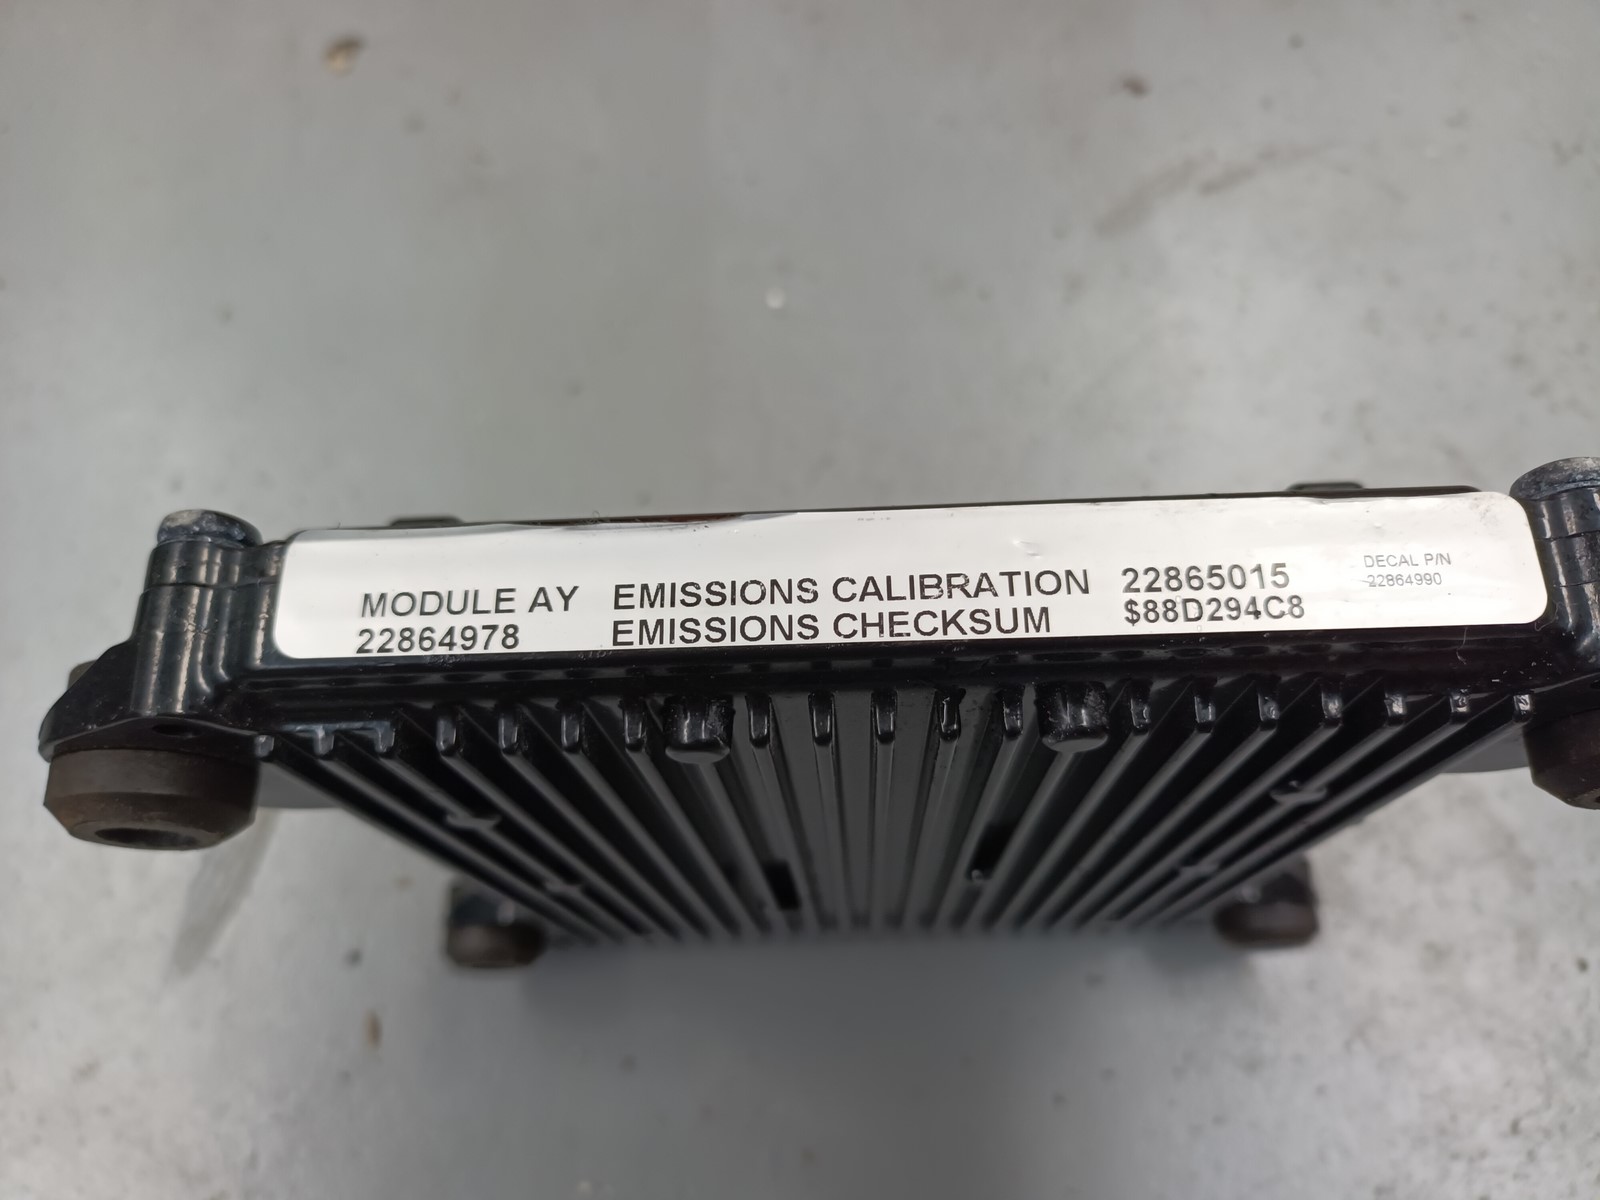 MODULE AY EMISSIONS CALIBRATION 22865015 DECAL P/N
22864978 EMISSIONS CHECKSUM $88D294C8 22864990